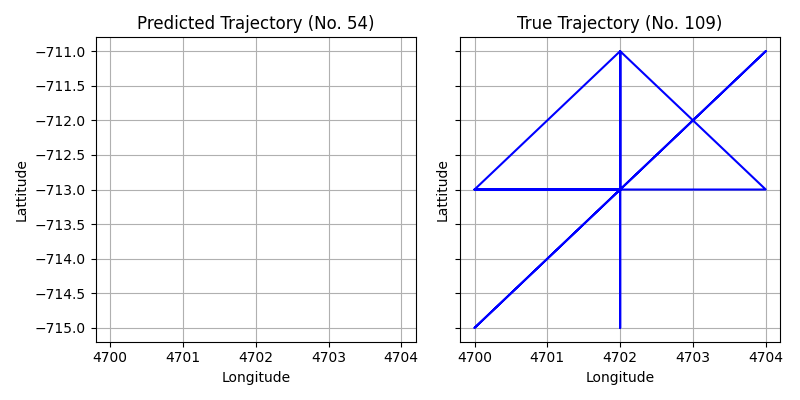 Predicted Trajectory (No. 54)
True Trajectory (No. 109)
Lattitude
−711.0
−711.5
−712.0
−712.5
−713.0
−713.5
−714.0
−714.5
−715.0
4700 4701 4702 4703 4704
Longitude
Lattitude
4700 4701 4702 4703 4704
Longitude